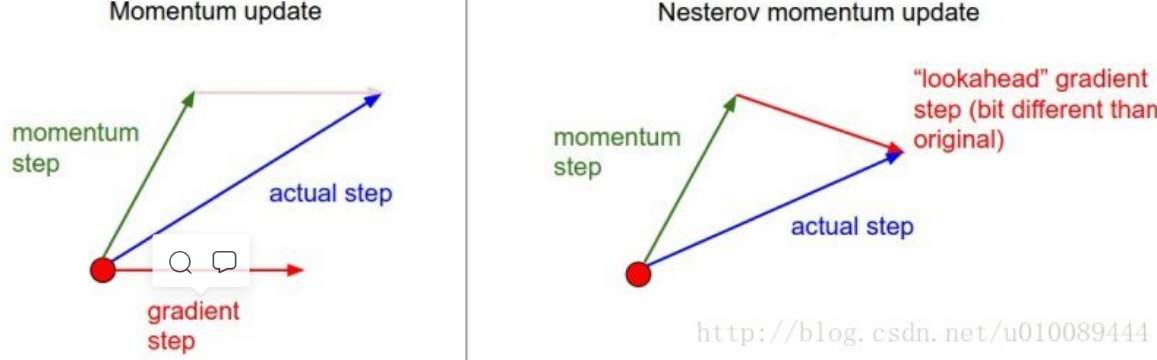 Momentum update
momentum
step
actual step
gradient
step
Nesterov momentum update
momentum
step
“lookahead” gradient
step (bit different than
original)
actual step
http://blog.csdn.net/u010089444